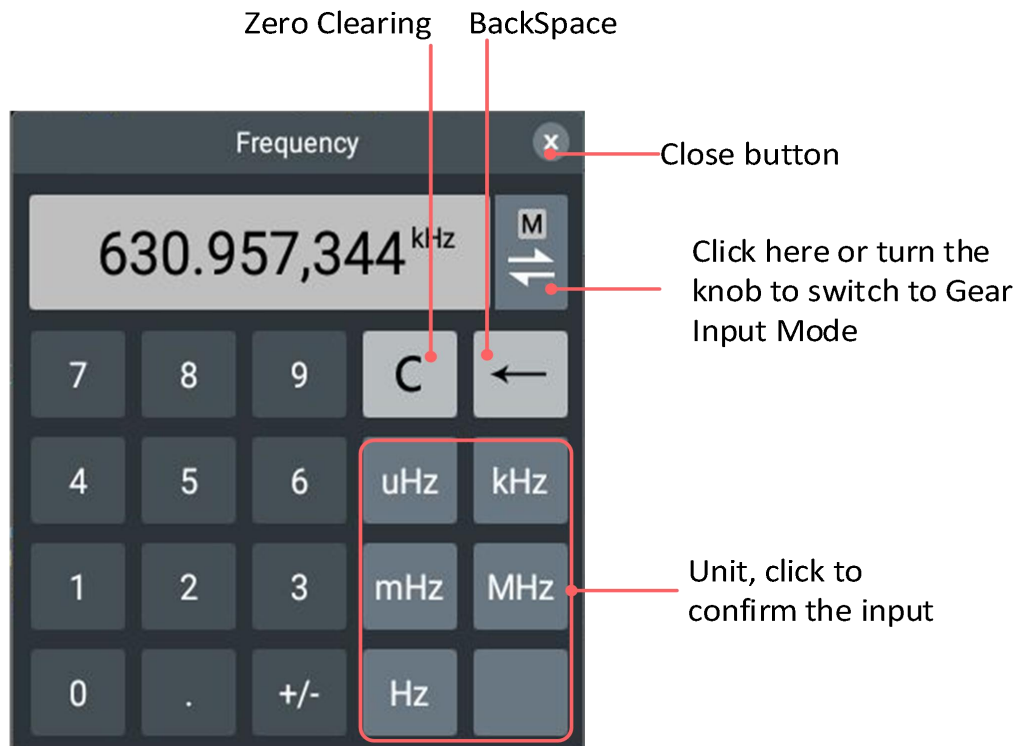 Zero Clearing BackSpace
Frequency x
Close button
630.957,344 kHz M
Click here or turn the
knob to switch to Gear
Input Mode
7 8 9 C ←
4 5 6 uHz kHz
1 2 3 mHz MHz
Unit, click to
confirm the input
0 . +/- Hz